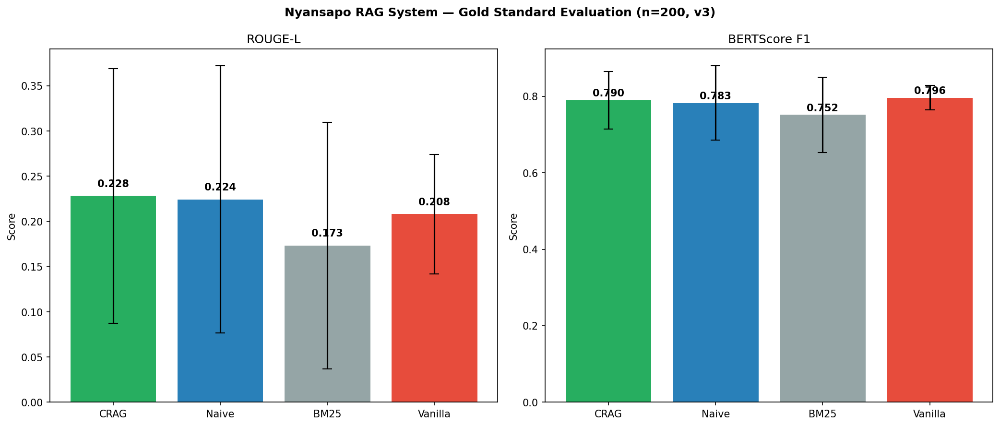 Nyansapo RAG System — Gold Standard Evaluation (n=200, v3)
ROUGE-L
Score
0.35
0.30
0.25
0.20
0.15
0.10
0.05
0.00
0.228
0.224
0.173
0.208
CRAG
Naive
BM25
Vanilla
BERTScore F1
Score
0.8
0.6
0.4
0.2
0.0
0.790
0.783
0.752
0.796
CRAG
Naive
BM25
Vanilla